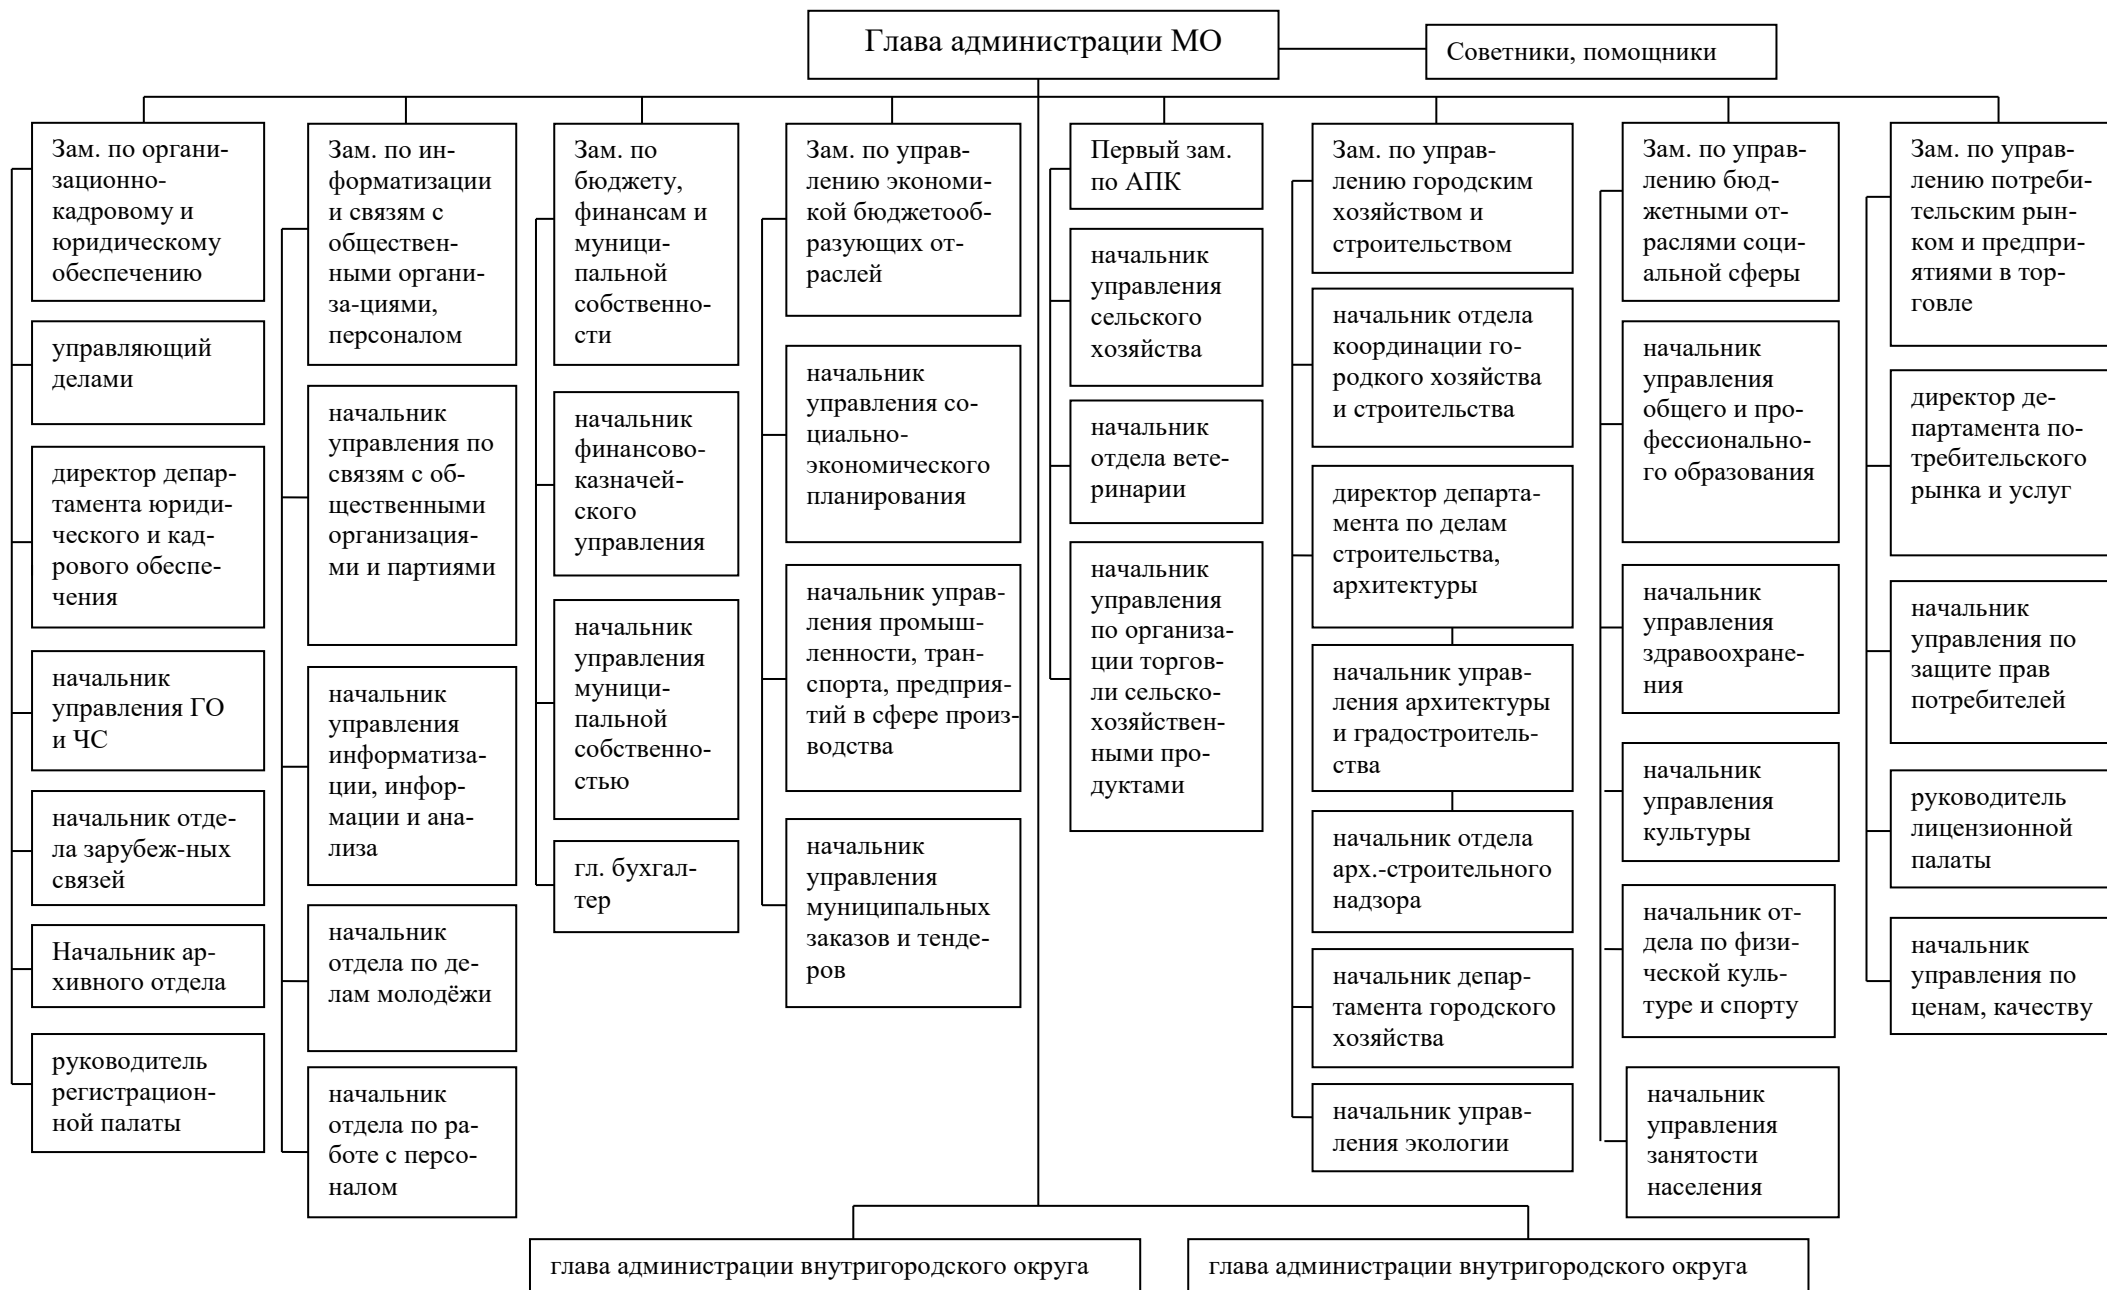 Глава администрации МО
Советники, помощники
Зам. по органи-
зационно-
кадровому и
юридическому
обеспечению
управляющий
делами
директор депар-
тамента юриди-
ческого и кад-
рового обеспе-
чения
начальник
управления ГО
и ЧС
начальник отде-
ла зарубеж-ных
связей
Начальник ар-
хивного отдела
руководитель
регистрацион-
ной палаты
Зам. по ин-
форматизации
и связям с
обществен-
ными органи-
за-циями,
персоналом
начальник
управления по
связям с об-
щественными
организация-
ми и партиями
начальник
управления
информатиза-
ции, инфор-
мации и ана-
лиза
начальник
отдела по де-
лам молодёжи
начальник
отдела по ра-
боте с персо-
налом
Зам. по
бюджету,
финансам и
муници-
пальной
собственно-
сти
начальник
финансово-
казначей-
ского
управления
начальник
управления
муници-
пальной
собственно-
стью
гл. бухгал-
тер
Зам. по управ-
лению экономи-
кой бюджетооб-
разующих от-
раслей
начальник
управления со-
циально-
экономического
планирования
начальник управ-
ления промыш-
ленности, тран-
спорта, предприя-
тий в сфере произ-
водства
начальник
управления
муниципальных
заказов и тенде-
ров
Первый зам.
по АПК
начальник
управления
сельского
хозяйства
начальник
отдела вете-
ринарии
начальник
управления
по организа-
ции торгов-
ли сельско-
хозяйствен-
ными про-
дуктами
Зам. по управ-
лению городским
хозяйством и
строительством
начальник отдела
координации го-
родкого хозяйства
и строительства
директор департа-
мента по делам
строительства,
архитектуры
начальник управ-
ления архитектуры
и градостроитель-
ства
начальник отдела
арх.-строительного
надзора
начальник депар-
тамента городского
хозяйства
начальник управ-
ления экологии
Зам. по управ-
лению бюд-
жетными от-
раслями соци-
альной сферы
начальник
управления
общего и про-
фессионально-
го образования
начальник
управления
здравоохране-
ния
начальник
управления
культуры
начальник от-
дела по физи-
ческой куль-
туре и спорту
начальник
управления
занятости
населения
Зам. по управ-
лению потреби-
тельским рын-
ком и предпри-
ятиями в тор-
говле
директор де-
партамента по-
требительского
рынка и услуг
начальник
управления по
защите прав
потребителей
руководитель
лицензионной
палаты
начальник
управления по
ценам, качеству
глава администрации внутригородского округа
глава администрации внутригородского округа